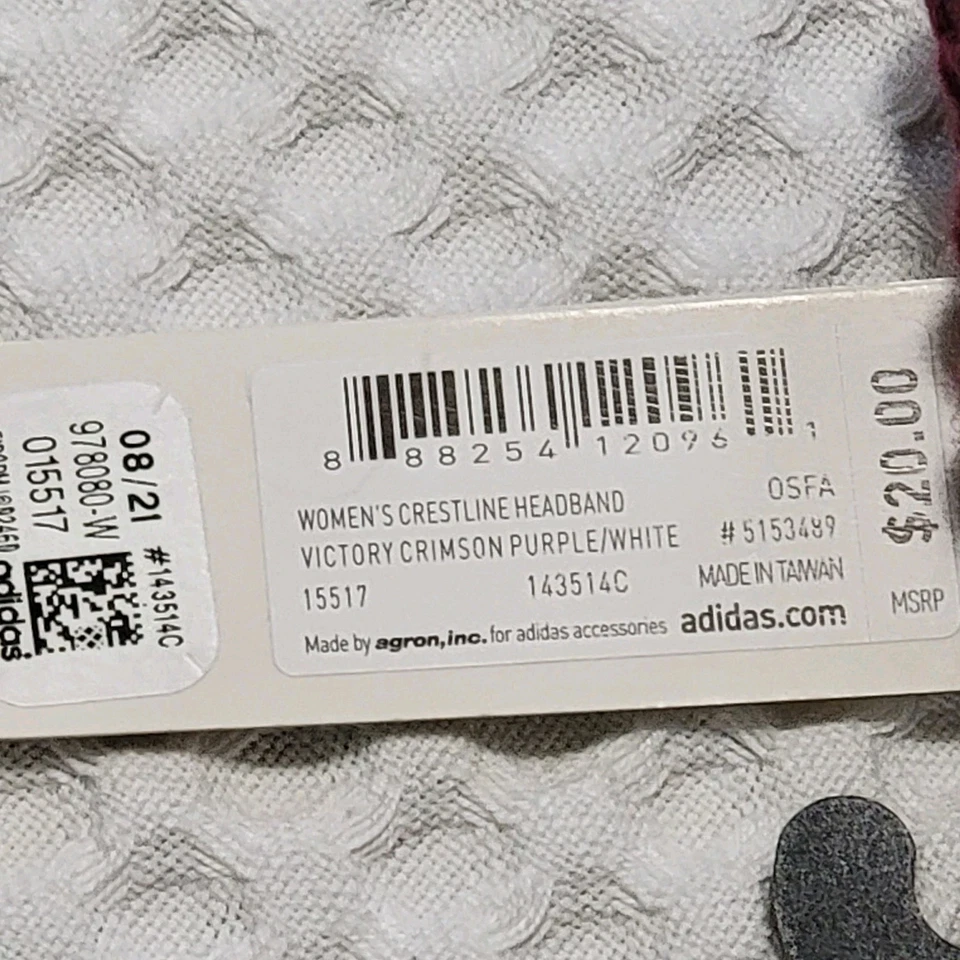 08/21 #143514C
978080-W
015517
adidas
8 88254 12096 1
WOMEN'S CRESTLINE HEADBAND OSFA
VICTORY CRIMSON PURPLE/WHITE #5153489
15517 143514C MADE IN TAIWAN
Made by agron,inc. for adidas accessories adidas.com
$20.00
MSRP